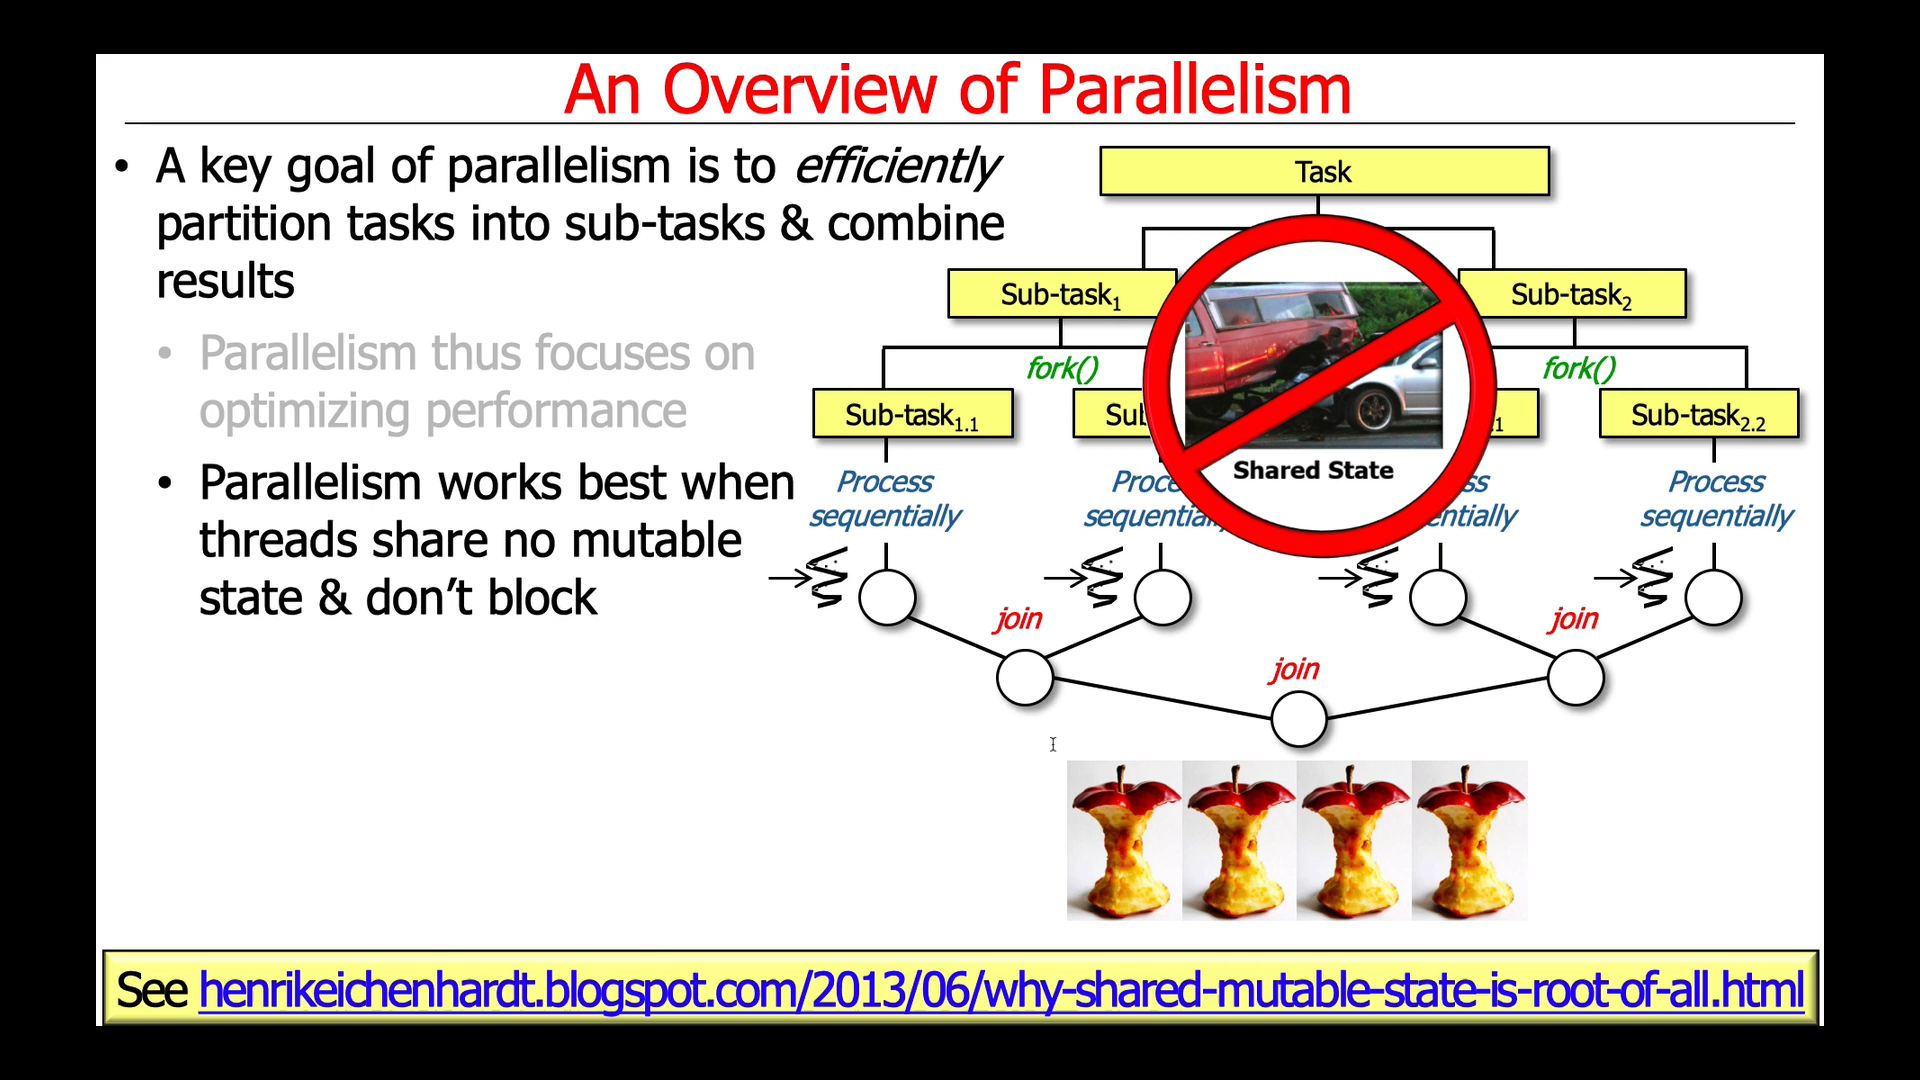 An Overview of Parallelism
• A key goal of parallelism is to efficiently
partition tasks into sub-tasks & combine
results
• Parallelism thus focuses on
optimizing performance
• Parallelism works best when
threads share no mutable
state & don’t block
Task
Sub-task1
Sub-task2
fork()
fork()
Sub-task1.1
Sub-task2.2
Shared State
Process
sequentially
Process
sequentially
join
join
join
See henrikeichenhardt.blogspot.com/2013/06/why-shared-mutable-state-is-root-of-all.html